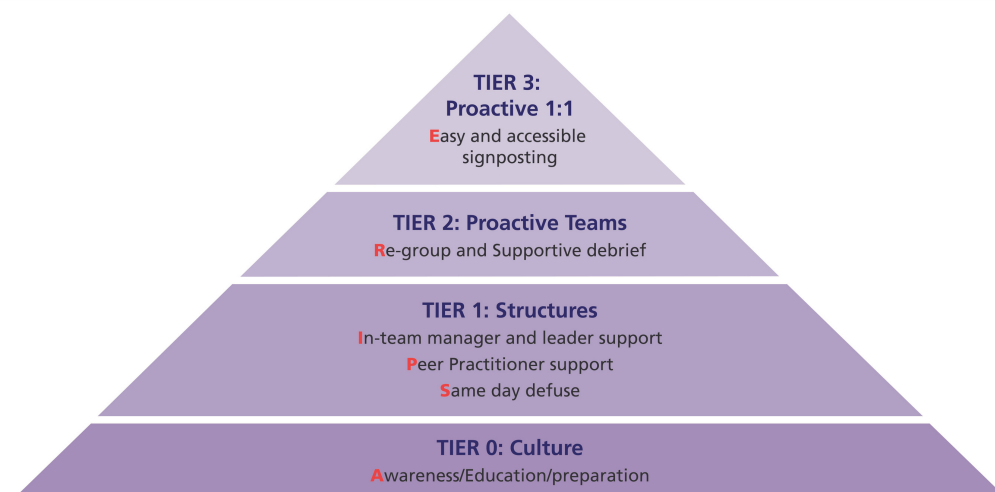 TIER 3:
Proactive 1:1
Easy and accessible
signposting
TIER 2: Proactive Teams
Re-group and Supportive debrief
TIER 1: Structures
In-team manager and leader support
Peer Practitioner support
Same day defuse
TIER 0: Culture
Awareness/Education/preparation